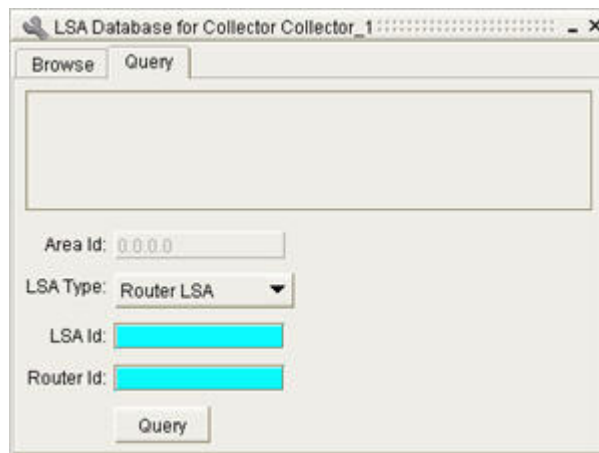 LSA Database for Collector Collector_1
Browse Query
Area Id: 0.0.0.0
LSA Type: Router LSA
LSA Id:
Router Id:
Query